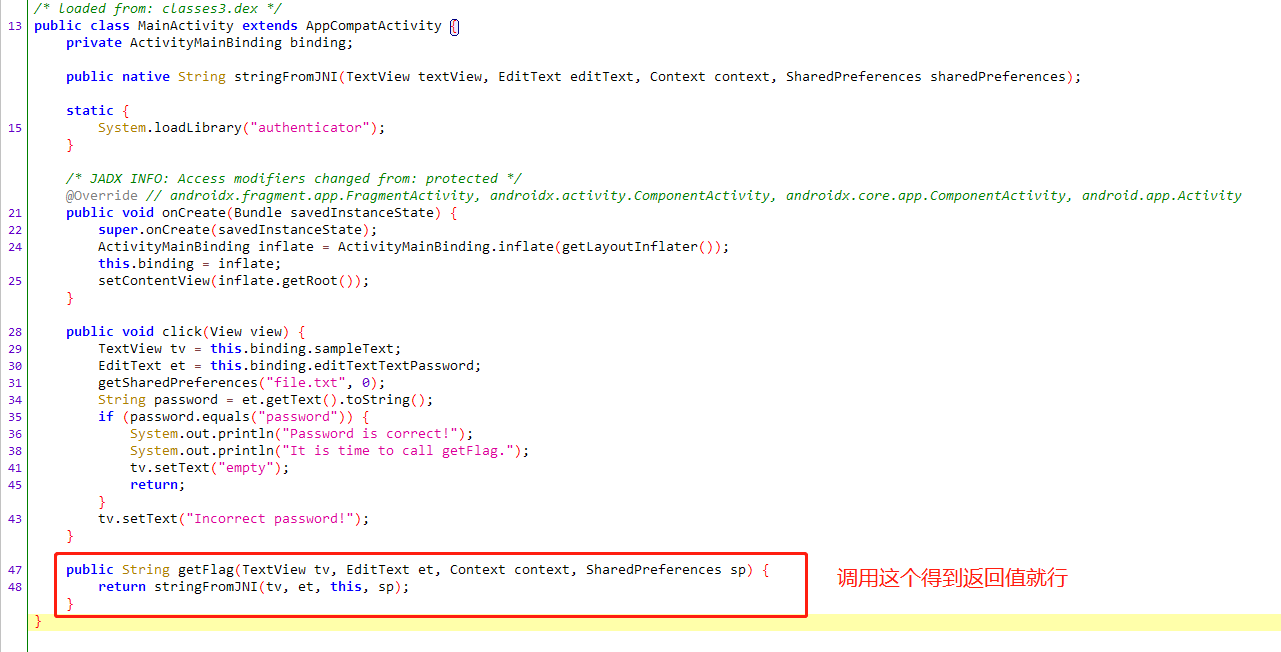 /* loaded from: classes3.dex */
13 public class MainActivity extends AppCompatActivity {
private ActivityMainBinding binding;
public native String stringFromJNI(TextView textView, EditText editText, Context context, SharedPreferences sharedPreferences);
static {
15 System.loadLibrary("authenticator");
}
/* JADX INFO: Access modifiers changed from: protected */
@Override // androidx.fragment.app.FragmentActivity, androidx.activity.ComponentActivity, androidx.core.app.ComponentActivity, android.app.Activity
21 public void onCreate(Bundle savedInstanceState) {
22 super.onCreate(savedInstanceState);
24 ActivityMainBinding inflate = ActivityMainBinding.inflate(getLayoutInflater());
this.binding = inflate;
25 setContentView(inflate.getRoot());
}
28 public void click(View view) {
29 TextView tv = this.binding.sampleText;
30 EditText et = this.binding.editTextTextPassword;
31 getSharedPreferences("file.txt", 0);
34 String password = et.getText().toString();
35 if (password.equals("password")) {
36 System.out.println("Password is correct!");
38 System.out.println("It is time to call getFlag.");
41 tv.setText("empty");
45 return;
}
43 tv.setText("Incorrect password!");
}
47 public String getFlag(TextView tv, EditText et, Context context, SharedPreferences sp) {
48 return stringFromJNI(tv, et, this, sp);
}
调用这个得到返回值就行
}